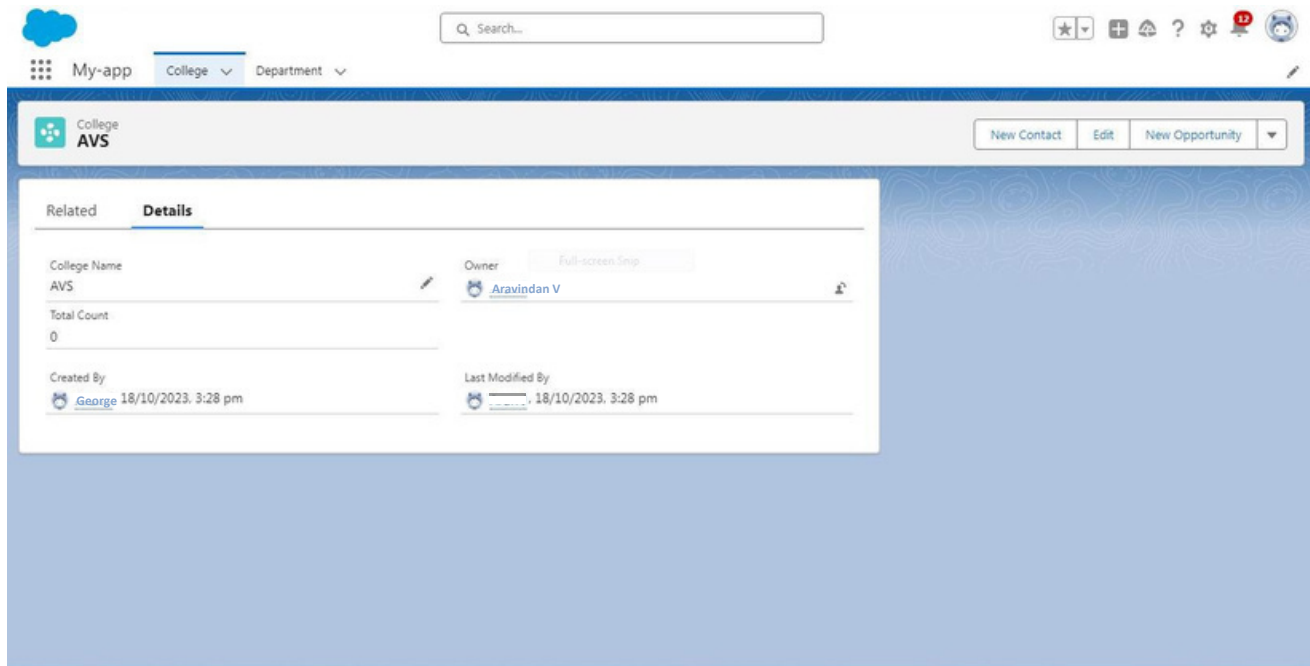 Search...
12
My-app College Department
College
AVS
New Contact Edit New Opportunity
Related Details
College Name
AVS
Owner
Full-screen Snip
Aravindan V
Total Count
0
Created By
George 18/10/2023, 3:28 pm
Last Modified By
, 18/10/2023, 3:28 pm